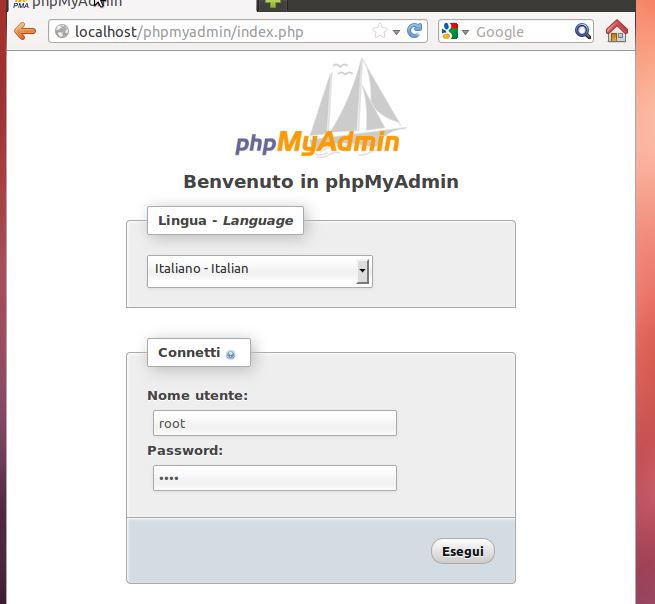 PMA phpMyAdmin
localhost/phpmyadmin/index.php
Google
phpMyAdmin
Benvenuto in phpMyAdmin
Lingua - Language
Italiano - Italian
Connetti
Nome utente:
root
Password:
••••
Esegui